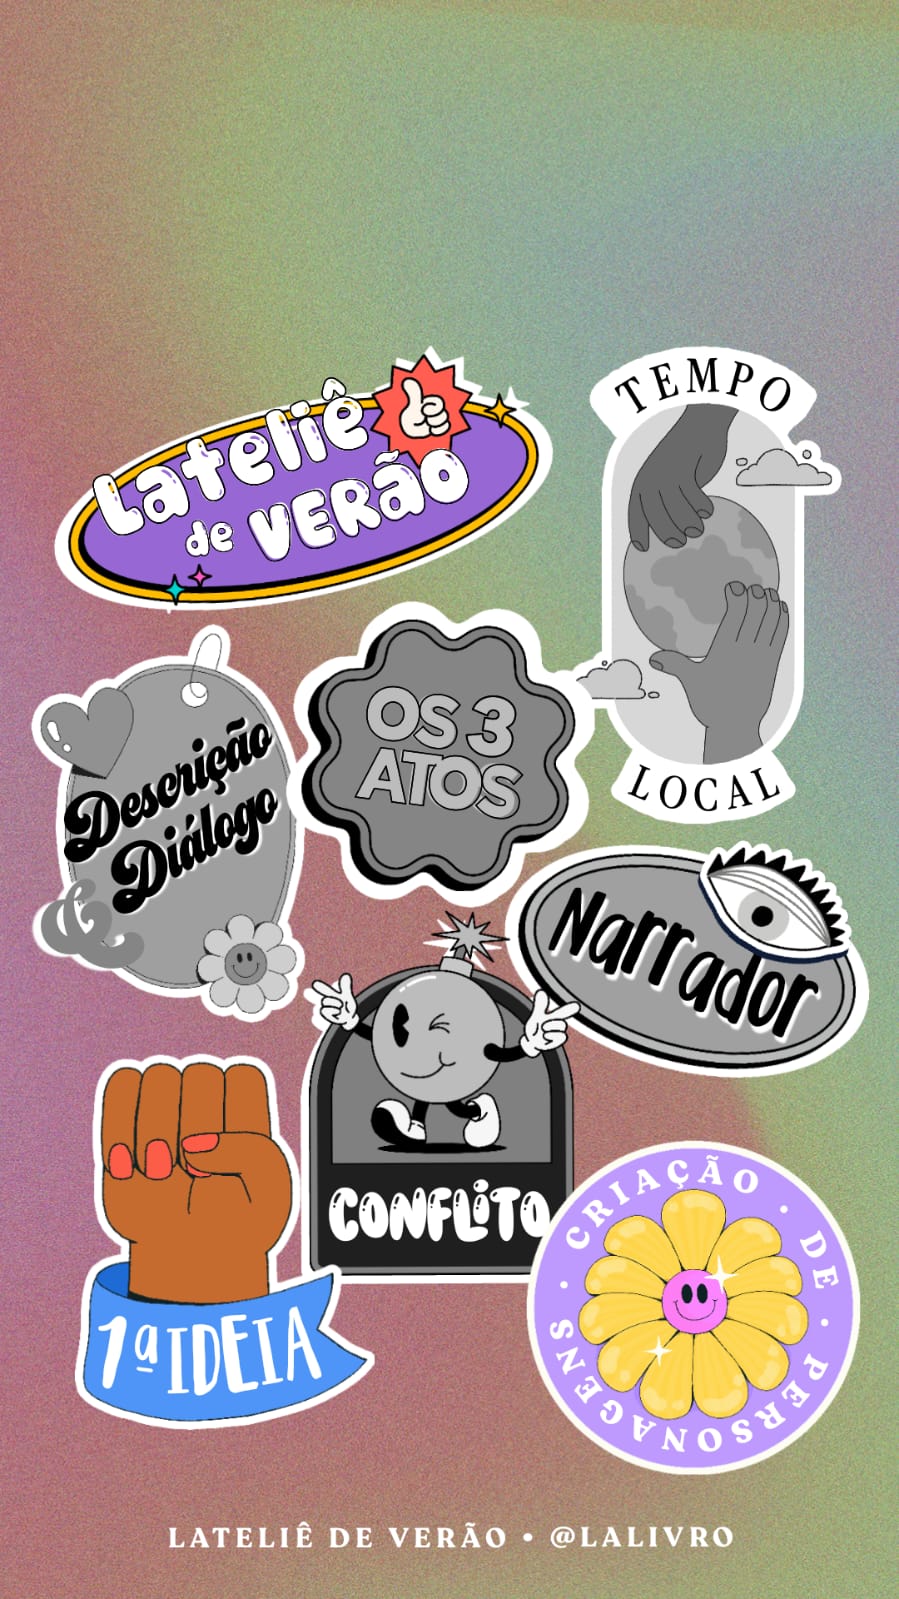 Lateliê
de VERÃO
TEMPO
LOCAL
OS 3
ATOS
Descrição
&
Diálogo
Narrador
CONFLITO
1ª IDEIA
CRIAÇÃO · DE · PERSONAGENS ·
LATELIÊ DE VERÃO • @LALIVRO